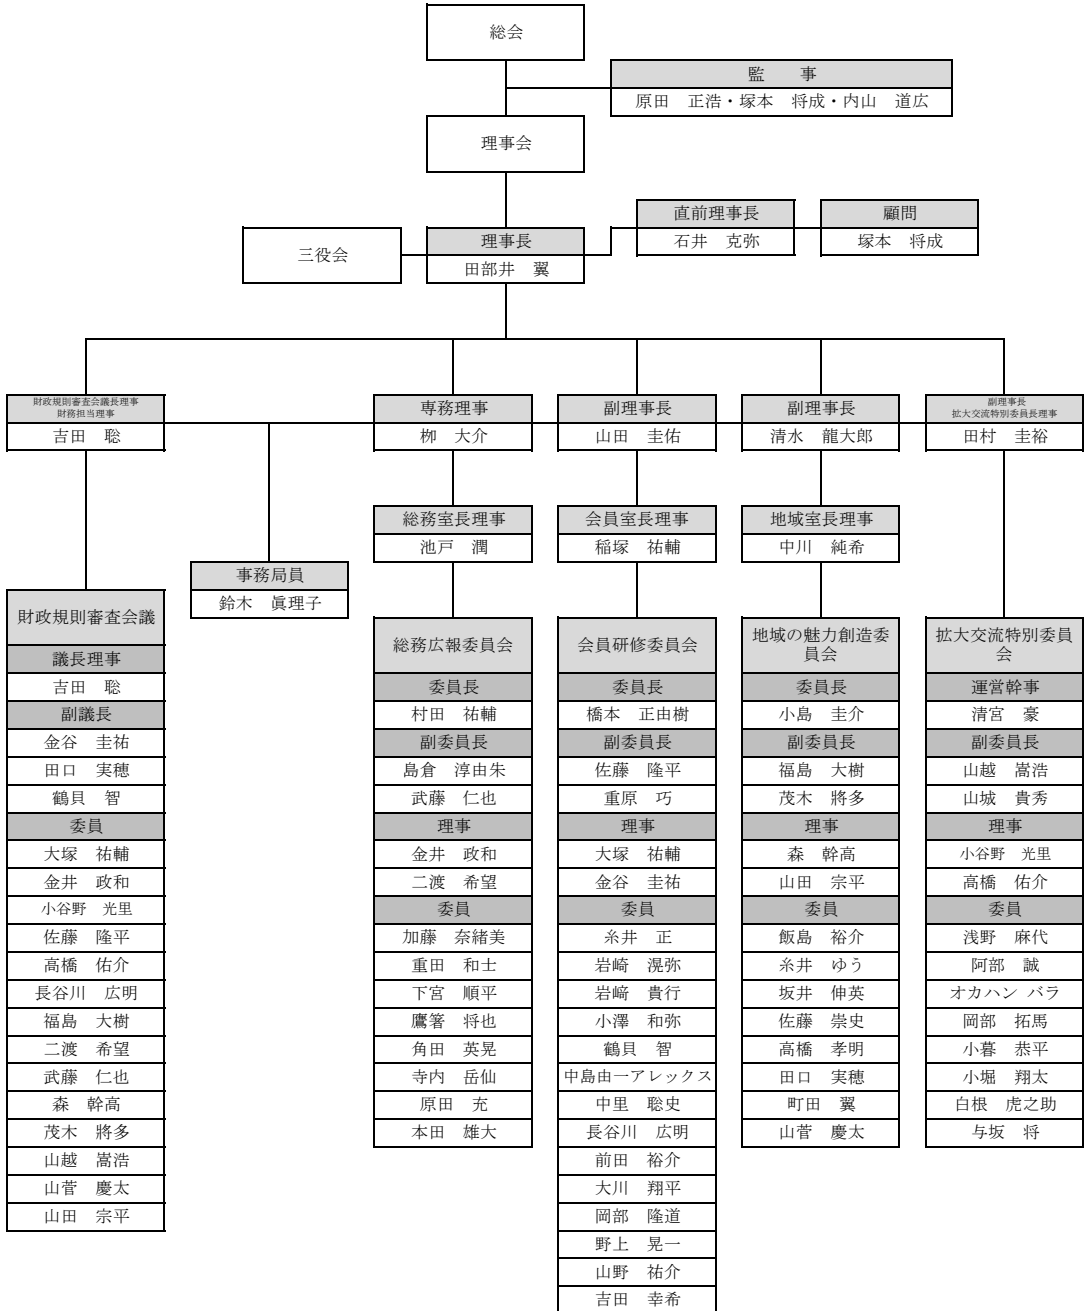 総会
監　事
原田　正浩・塚本　将成・内山　道広
理事会
直前理事長
石井　克弥
顧問
塚本　将成
三役会
理事長
田部井　翼
財政規則審査会議長理事
財務担当理事
吉田　聡
専務理事
栁　大介
副理事長
山田　圭佑
副理事長
清水　龍大郎
副理事長
拡大交流特別委員長理事
田村　圭裕
総務室長理事
池戸　潤
会員室長理事
稲塚　祐輔
地域室長理事
中川　純希
事務局員
鈴木　眞理子
財政規則審査会議
議長理事
吉田　聡
副議長
金谷　圭祐
田口　実穂
鶴貝　智
委員
大塚　祐輔
金井　政和
小谷野　光里
佐藤　隆平
高橋　佑介
長谷川　広明
福島　大樹
二渡　希望
武藤　仁也
森　幹高
茂木　將多
山越　嵩浩
山菅　慶太
山田　宗平
総務広報委員会
委員長
村田　祐輔
副委員長
島倉　淳由朱
武藤　仁也
理事
金井　政和
二渡　希望
委員
加藤　奈緒美
重田　和士
下宮　順平
鷹箸　将也
角田　英晃
寺内　岳仙
原田　充
本田　雄大
会員研修委員会
委員長
橋本　正由樹
副委員長
佐藤　隆平
重原　巧
理事
大塚　祐輔
金谷　圭祐
委員
糸井　正
岩崎　滉弥
岩﨑　貴行
小澤　和弥
鶴貝　智
中島由一アレックス
中里　聡史
長谷川　広明
前田　裕介
大川　翔平
岡部　隆道
野上　晃一
山野　祐介
吉田　幸希
地域の魅力創造委
員会
委員長
小島　圭介
副委員長
福島　大樹
茂木　將多
理事
森　幹高
山田　宗平
委員
飯島　裕介
糸井　ゆう
坂井　伸英
佐藤　崇史
高橋　孝明
田口　実穂
町田　翼
山菅　慶太
拡大交流特別委員
会
運営幹事
清宮　豪
副委員長
山越　嵩浩
山城　貴秀
理事
小谷野　光里
高橋　佑介
委員
浅野　麻代
阿部　誠
オカハン バラ
岡部　拓馬
小暮　恭平
小堀　翔太
白根　虎之助
与坂　将